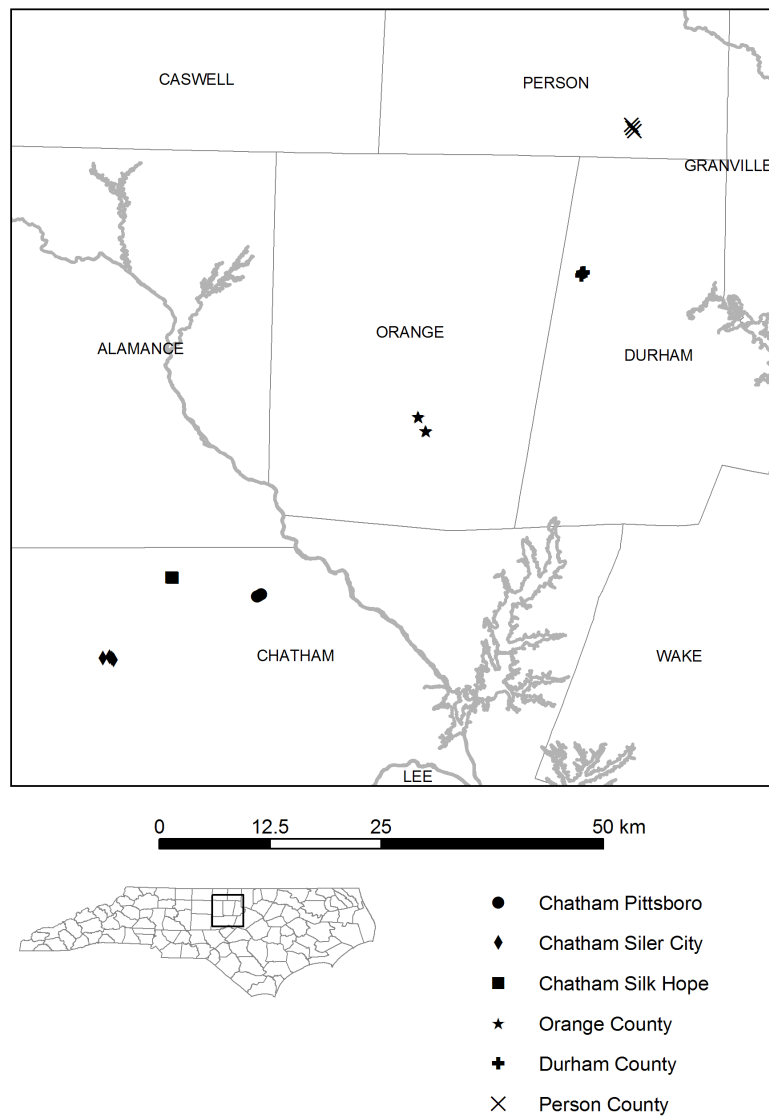 CASWELL
PERSON
GRANVILLE
ORANGE
ALAMANCE
DURHAM
CHATHAM
WAKE
LEE
0 12.5 25 50 km
Chatham Pittsboro
Chatham Siler City
Chatham Silk Hope
Orange County
Durham County
Person County